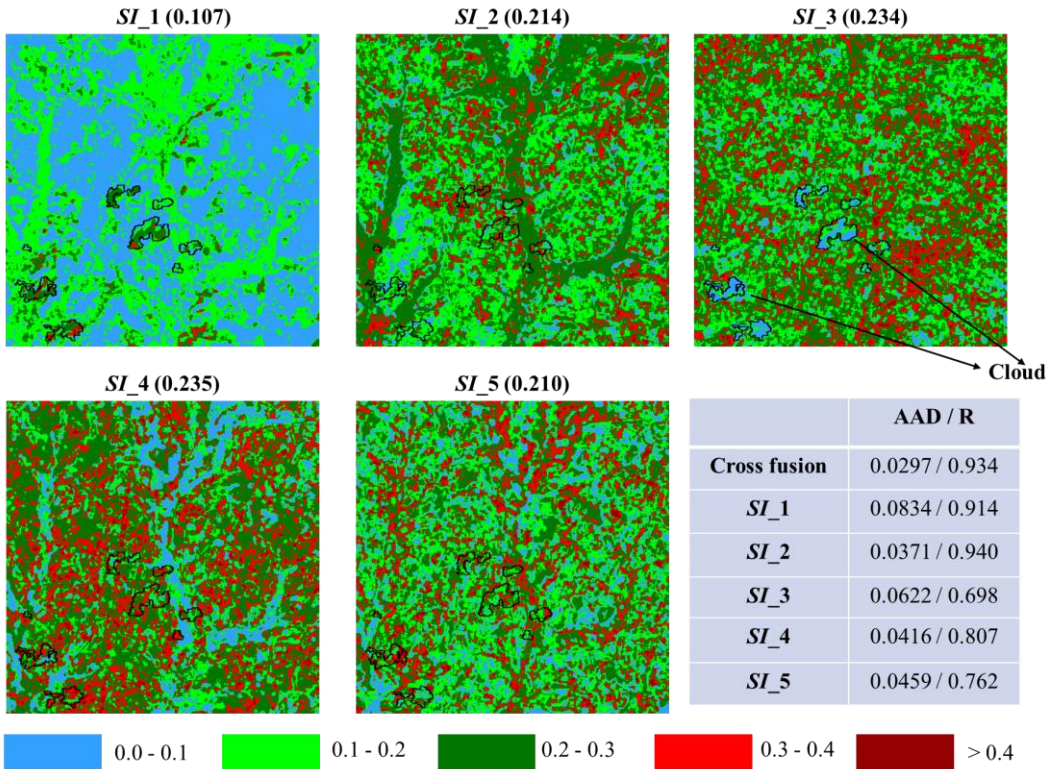 SI_1 (0.107)
SI_2 (0.214)
SI_3 (0.234)
Cloud
SI_4 (0.235)
SI_5 (0.210)
AAD / R
Cross fusion 0.0297 / 0.934
SI_1 0.0834 / 0.914
SI_2 0.0371 / 0.940
SI_3 0.0622 / 0.698
SI_4 0.0416 / 0.807
SI_5 0.0459 / 0.762
0.0 - 0.1
0.1 - 0.2
0.2 - 0.3
0.3 - 0.4
> 0.4